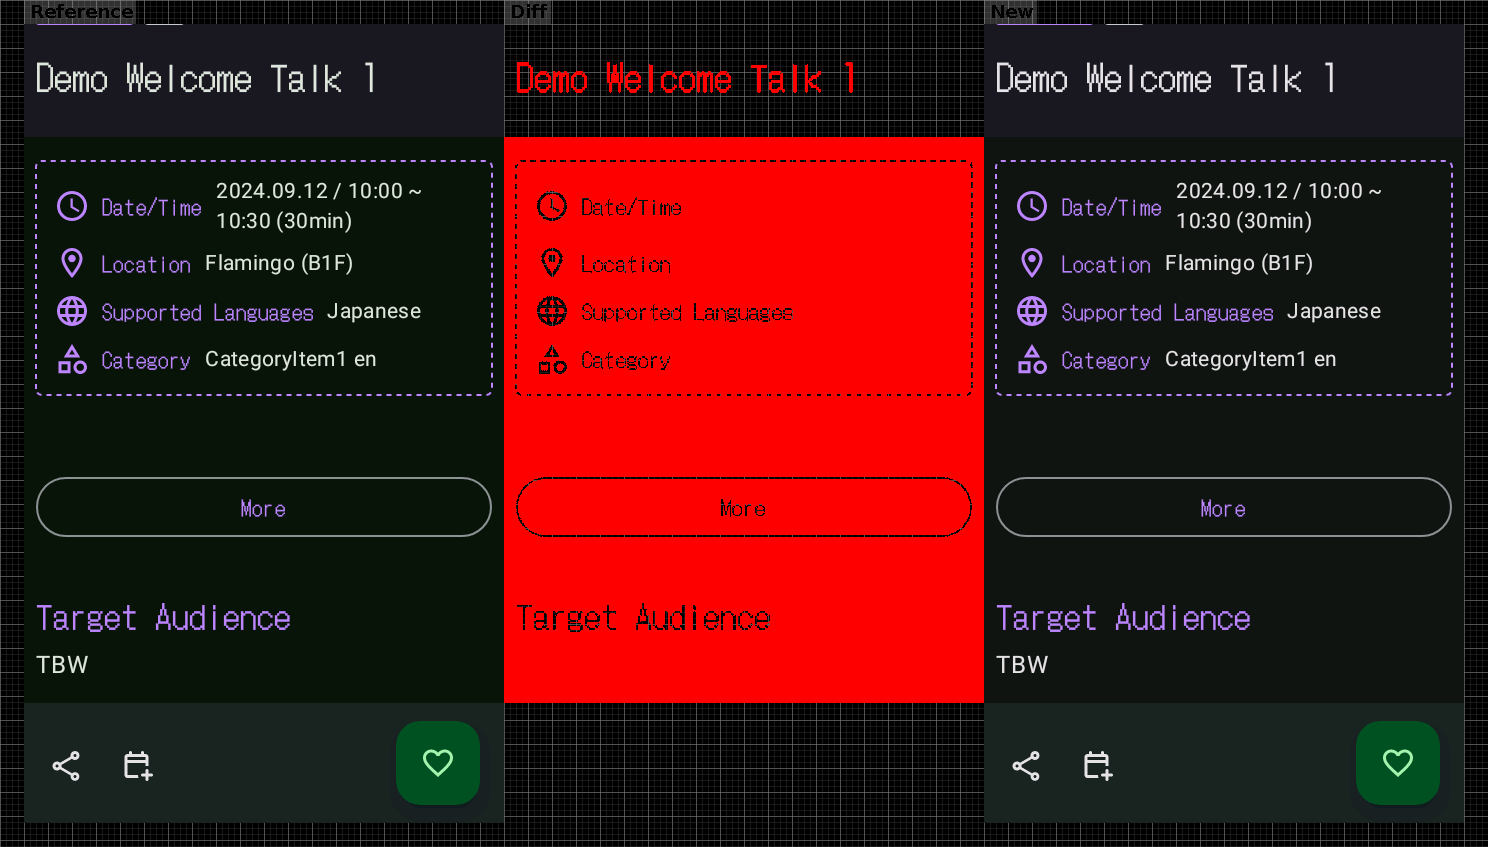 Reference
Demo Welcome Talk 1
Date/Time 2024.09.12 / 10:00 ~
10:30 (30min)
Location Flamingo (B1F)
Supported Languages Japanese
Category CategoryItem1 en
More
Target Audience
TBW
Diff
Demo Welcome Talk 1
Date/Time
Location
Supported Languages
Category
More
Target Audience
New
Demo Welcome Talk 1
Date/Time 2024.09.12 / 10:00 ~
10:30 (30min)
Location Flamingo (B1F)
Supported Languages Japanese
Category CategoryItem1 en
More
Target Audience
TBW